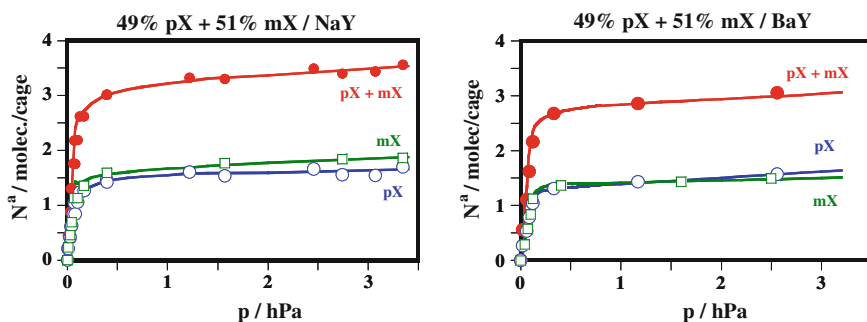 49% pX + 51% mX / NaY
4
3
2
1
0
N^a / molec./cage
pX + mX
mX
pX
0 1 2 3
p / hPa
49% pX + 51% mX / BaY
4
3
2
1
0
N^a / molec./cage
pX + mX
pX
mX
0 1 2 3
p / hPa